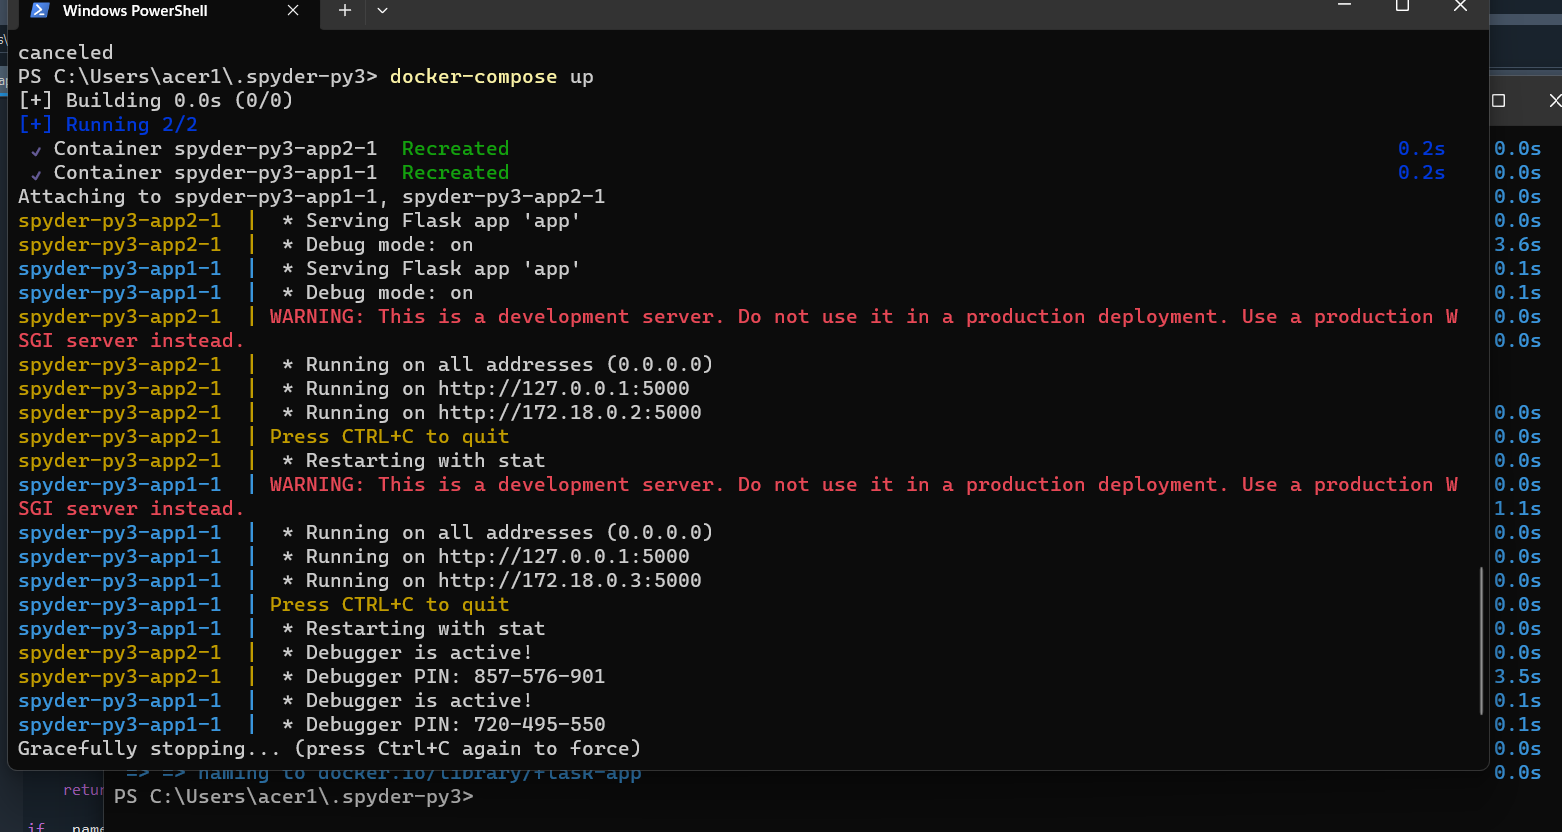 Windows PowerShell
canceled
PS C:\Users\acer1\.spyder-py3> docker-compose up
[+] Building 0.0s (0/0)
[+] Running 2/2
✓ Container spyder-py3-app2-1 Recreated 0.2s 0.0s
✓ Container spyder-py3-app1-1 Recreated 0.2s 0.0s
Attaching to spyder-py3-app1-1, spyder-py3-app2-1 0.0s
spyder-py3-app2-1 | * Serving Flask app 'app' 0.0s
spyder-py3-app2-1 | * Debug mode: on 3.6s
spyder-py3-app1-1 | * Serving Flask app 'app' 0.1s
spyder-py3-app1-1 | * Debug mode: on 0.1s
spyder-py3-app2-1 | WARNING: This is a development server. Do not use it in a production deployment. Use a production W 0.0s
SGI server instead. 0.0s
spyder-py3-app2-1 | * Running on all addresses (0.0.0.0)
spyder-py3-app2-1 | * Running on http://127.0.0.1:5000
spyder-py3-app2-1 | * Running on http://172.18.0.2:5000 0.0s
spyder-py3-app2-1 | Press CTRL+C to quit 0.0s
spyder-py3-app2-1 | * Restarting with stat 0.0s
spyder-py3-app1-1 | WARNING: This is a development server. Do not use it in a production deployment. Use a production W 0.0s
SGI server instead. 1.1s
spyder-py3-app1-1 | * Running on all addresses (0.0.0.0) 0.0s
spyder-py3-app1-1 | * Running on http://127.0.0.1:5000 0.0s
spyder-py3-app1-1 | * Running on http://172.18.0.3:5000 0.0s
spyder-py3-app1-1 | Press CTRL+C to quit 0.0s
spyder-py3-app1-1 | * Restarting with stat 0.0s
spyder-py3-app2-1 | * Debugger is active! 0.0s
spyder-py3-app2-1 | * Debugger PIN: 857-576-901 3.5s
spyder-py3-app1-1 | * Debugger is active! 0.1s
spyder-py3-app1-1 | * Debugger PIN: 720-495-550 0.1s
Gracefully stopping... (press Ctrl+C again to force) 0.0s
=> => naming to docker.io/library/flask-app 0.0s
retur
PS C:\Users\acer1\.spyder-py3>
if __name